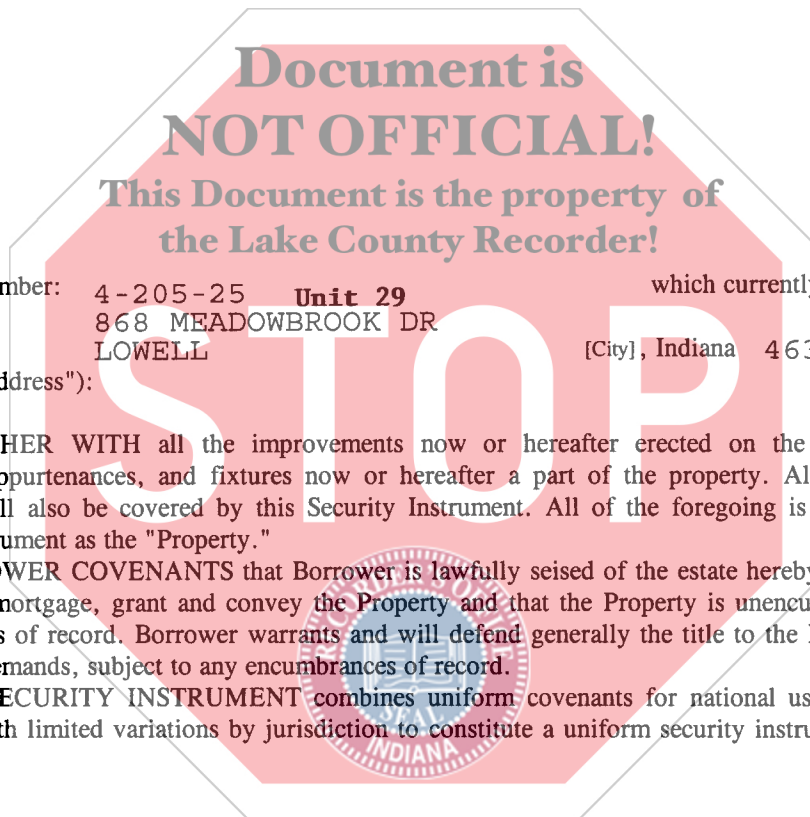 Document is
NOT OFFICIAL!
This Document is the property of
the Lake County Recorder!
mber: 4-205-25 Unit 29 which currently
868 MEADOWBROOK DR
LOWELL [City], Indiana 463
ddress"):
STOP
HER WITH all the improvements now or hereafter erected on the
ppurtenances, and fixtures now or hereafter a part of the property. Al
ll also be covered by this Security Instrument. All of the foregoing is
ument as the "Property."
OWER COVENANTS that Borrower is lawfully seised of the estate hereby
mortgage, grant and convey the Property and that the Property is unencu
s of record. Borrower warrants and will defend generally the title to the
mands, subject to any encumbrances of record.
ECURITY INSTRUMENT combines uniform covenants for national us
th limited variations by jurisdiction to constitute a uniform security instru
RECORDER'S OFFICE
SEAL
INDIANA